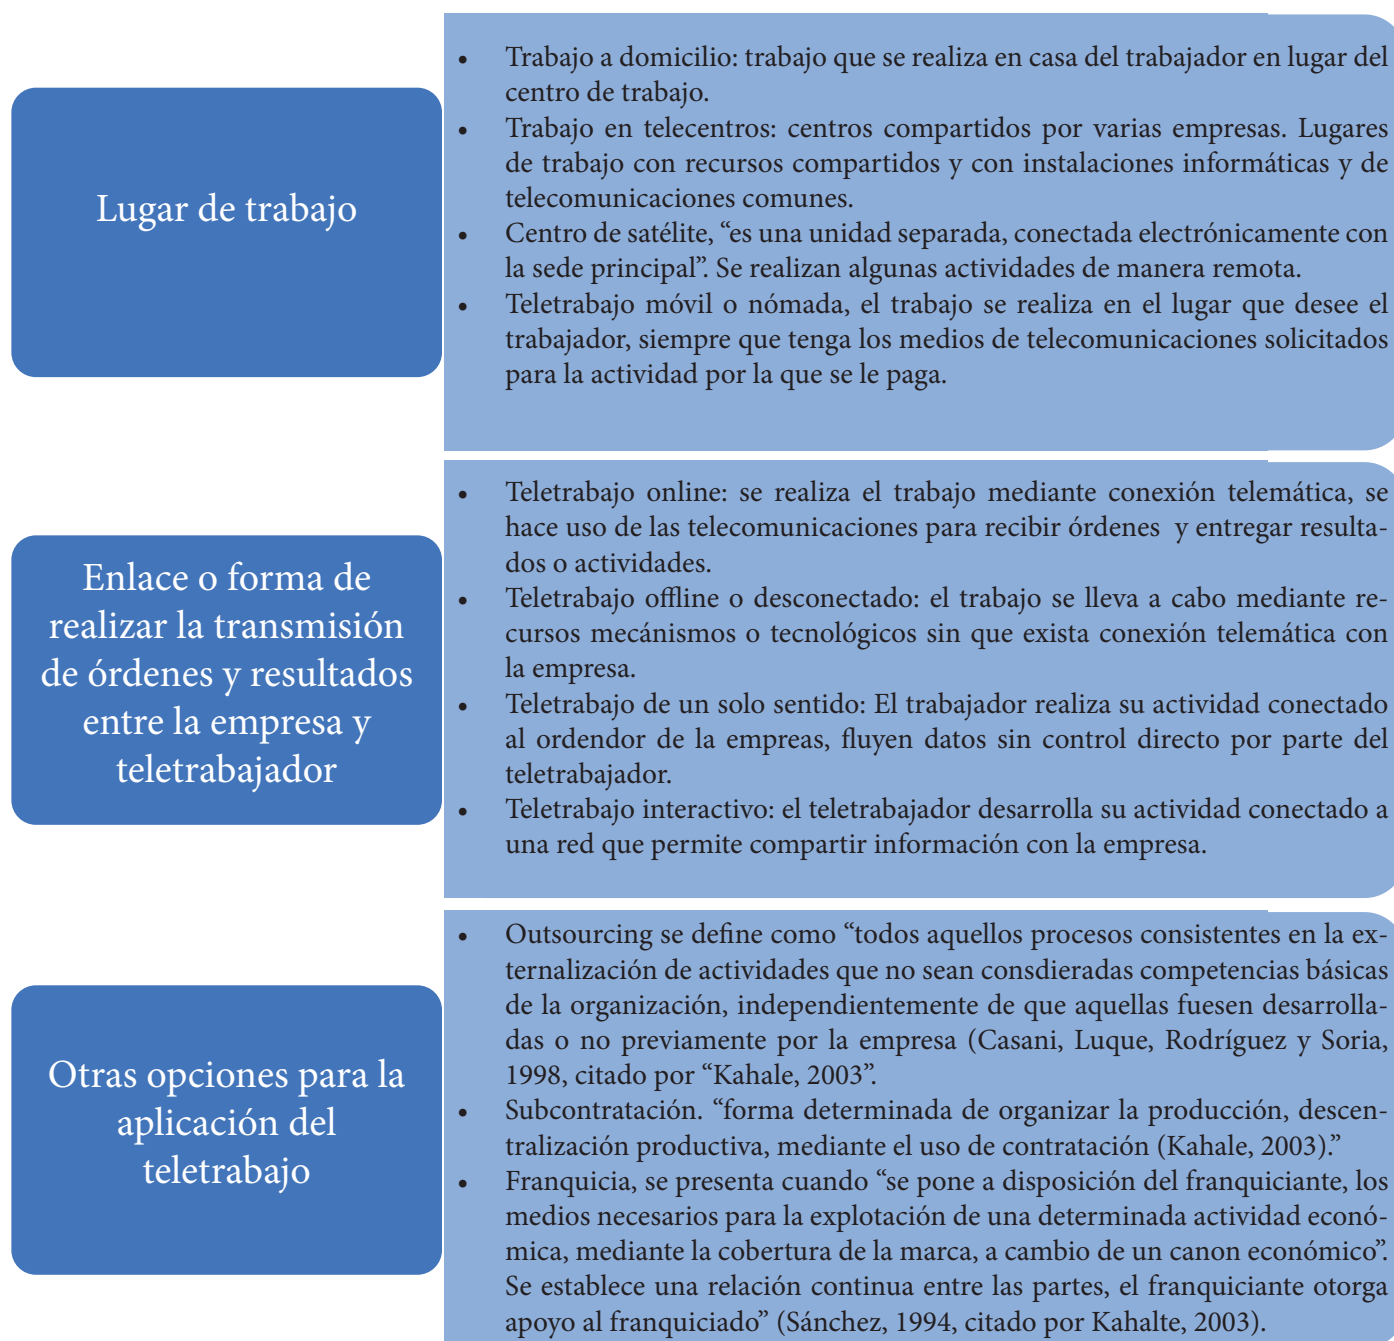 Lugar de trabajo
• Trabajo a domicilio: trabajo que se realiza en casa del trabajador en lugar del
centro de trabajo.
• Trabajo en telecentros: centros compartidos por varias empresas. Lugares
de trabajo con recursos compartidos y con instalaciones informáticas y de
telecomunicaciones comunes.
• Centro de satélite, “es una unidad separada, conectada electrónicamente con
la sede principal”. Se realizan algunas actividades de manera remota.
• Teletrabajo móvil o nómada, el trabajo se realiza en el lugar que desee el
trabajador, siempre que tenga los medios de telecomunicaciones solicitados
para la actividad por la que se le paga.
Enlace o forma de
realizar la transmisión
de órdenes y resultados
entre la empresa y
teletrabajador
• Teletrabajo online: se realiza el trabajo mediante conexión telemática, se
hace uso de las telecomunicaciones para recibir órdenes y entregar resulta-
dos o actividades.
• Teletrabajo offline o desconectado: el trabajo se lleva a cabo mediante re-
cursos mecánismos o tecnológicos sin que exista conexión telemática con
la empresa.
• Teletrabajo de un solo sentido: El trabajador realiza su actividad conectado
al ordendor de la empreas, fluyen datos sin control directo por parte del
teletrabajador.
• Teletrabajo interactivo: el teletrabajador desarrolla su actividad conectado a
una red que permite compartir información con la empresa.
Otras opciones para la
aplicación del
teletrabajo
• Outsourcing se define como “todos aquellos procesos consistentes en la ex-
ternalización de actividades que no sean consdieradas competencias básicas
de la organización, independientemente de que aquellas fuesen desarrolla-
das o no previamente por la empresa (Casani, Luque, Rodríguez y Soria,
1998, citado por “Kahale, 2003”.
• Subcontratación. “forma determinada de organizar la producción, descen-
tralización productiva, mediante el uso de contratación (Kahale, 2003).”
• Franquicia, se presenta cuando “se pone a disposición del franquiciante, los
medios necesarios para la explotación de una determinada actividad econó-
mica, mediante la cobertura de la marca, a cambio de un canon económico”.
Se establece una relación continua entre las partes, el franquiciante otorga
apoyo al franquiciado” (Sánchez, 1994, citado por Kahalte, 2003).